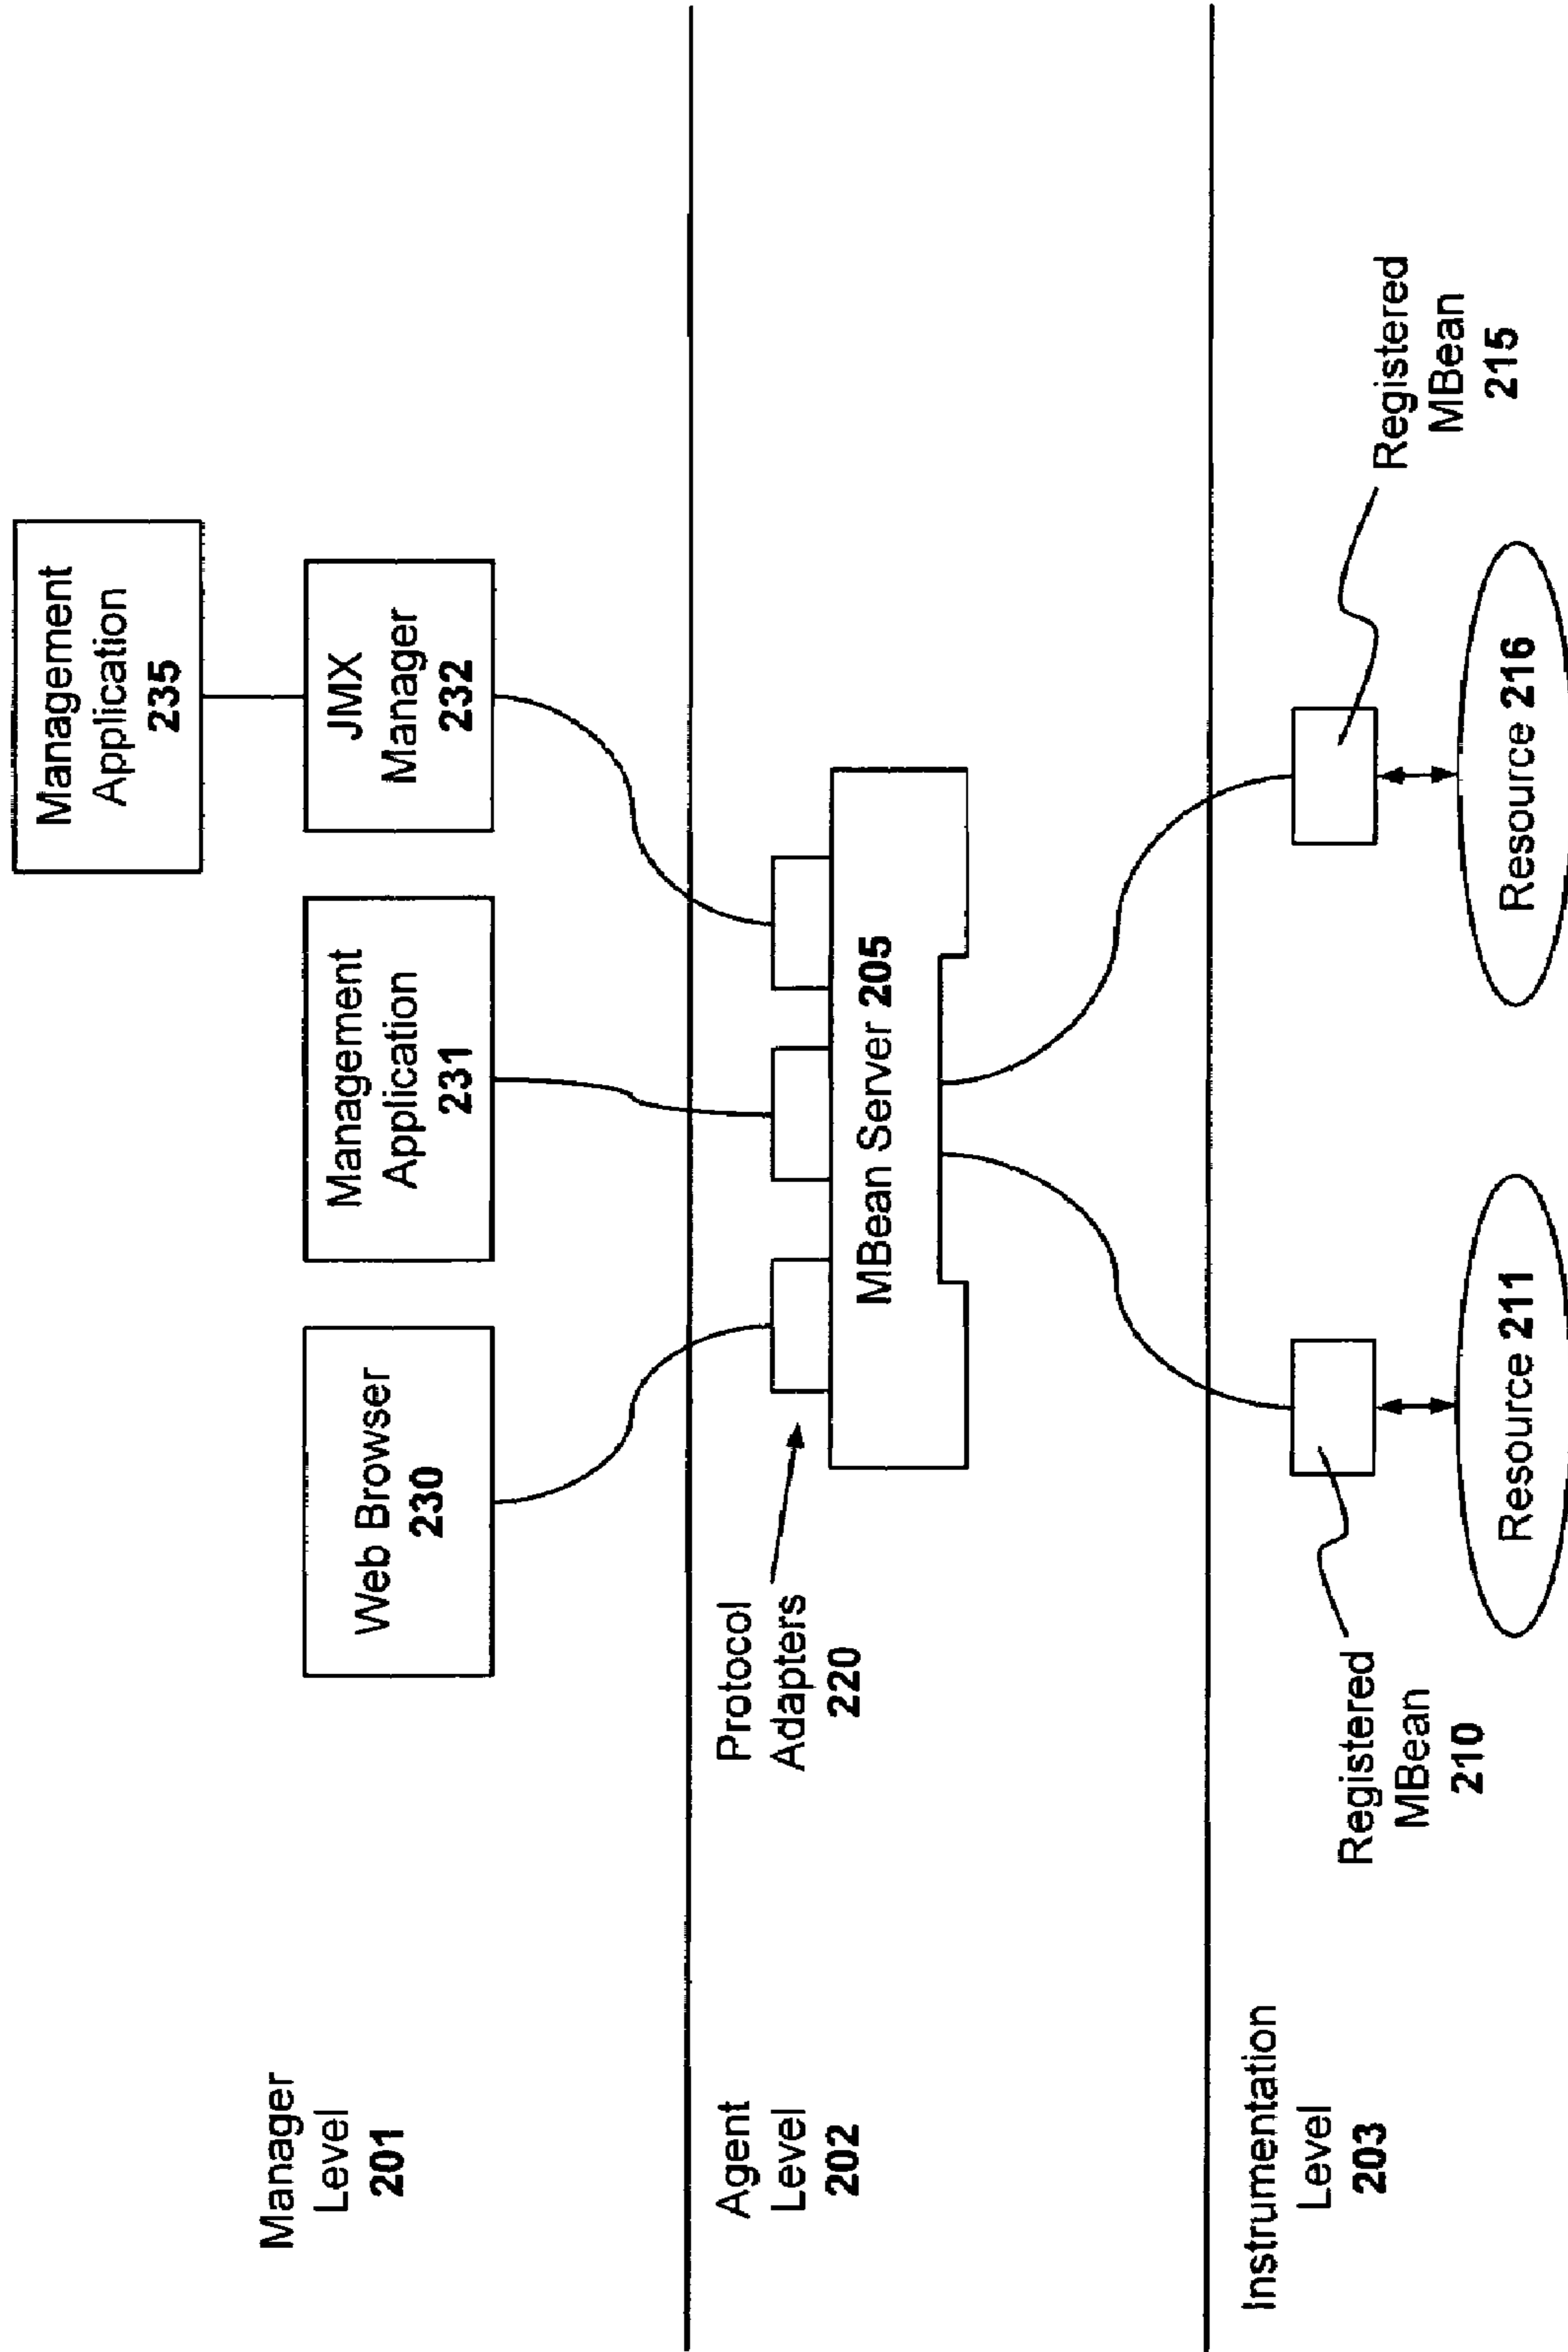 Manager
Level
201
Management
Application
235
Web Browser
230
Management
Application
231
JMX
Manager
232
Agent
Level
202
Protocol
Adapters
220
MBean Server 205
Instrumentation
Level
203
Registered
MBean
210
Registered
MBean
215
Resource 211
Resource 216